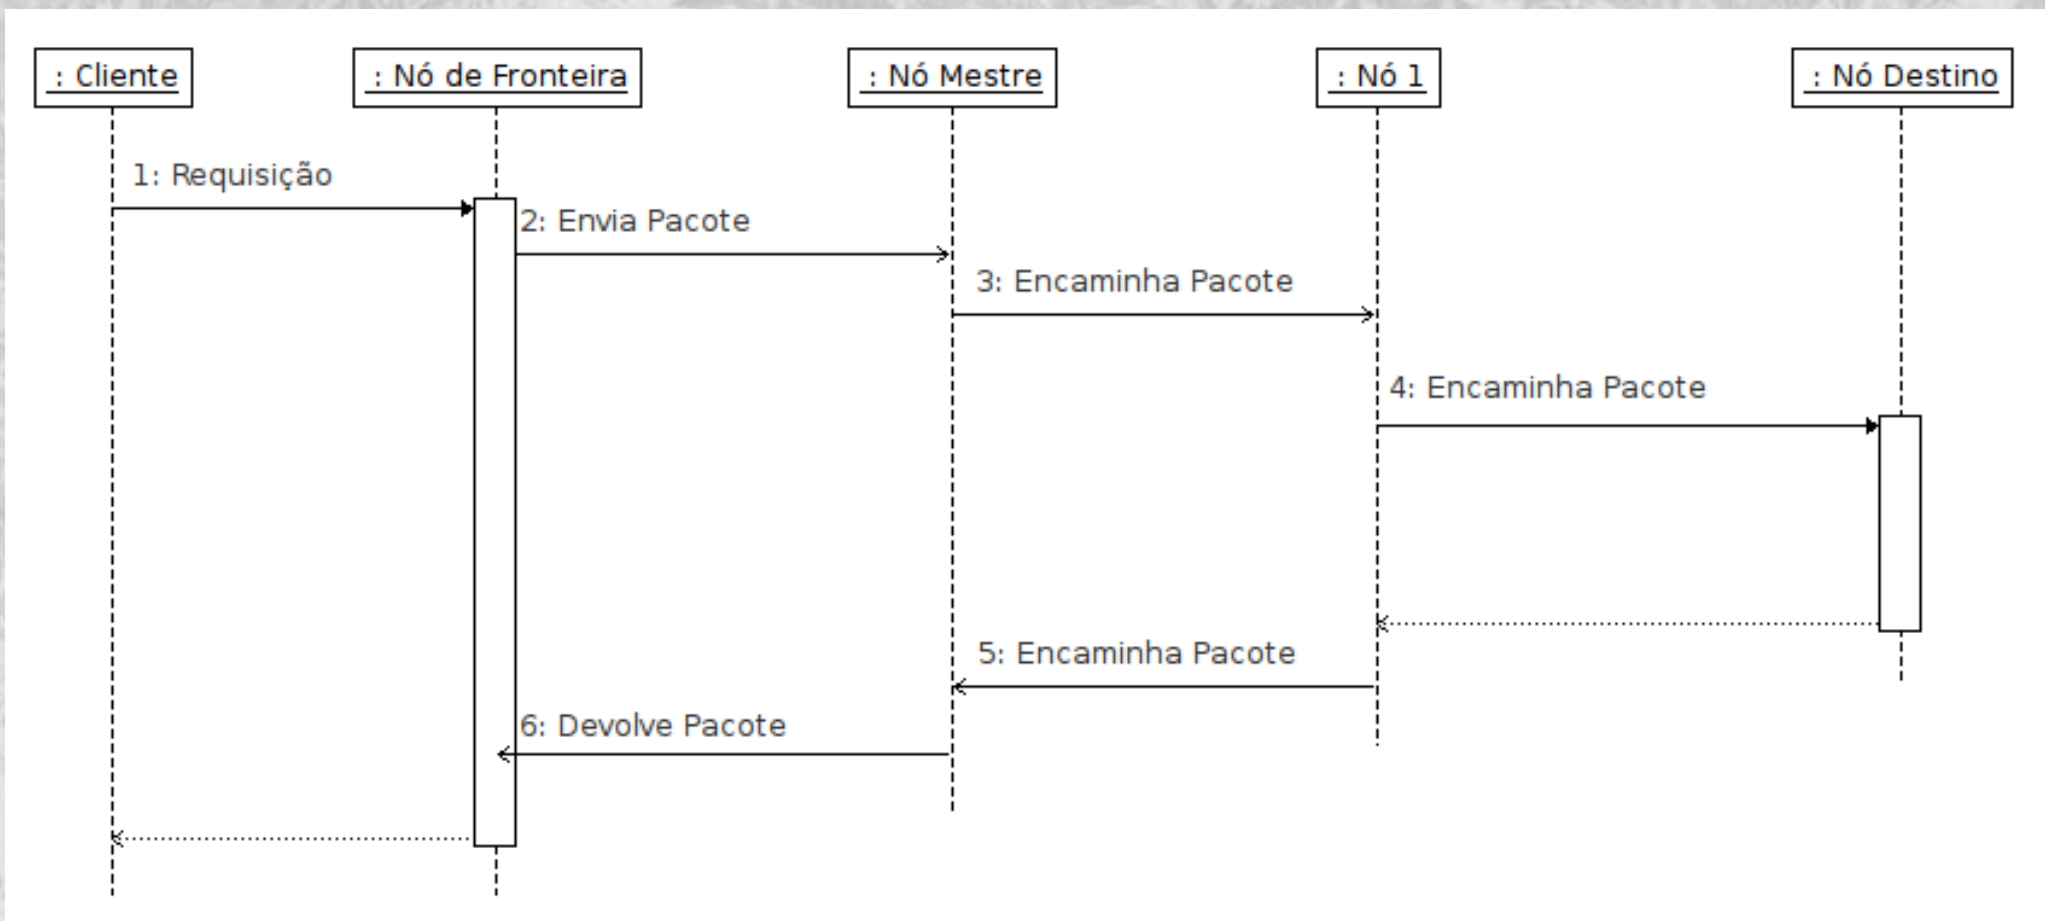 : Cliente
: Nó de Fronteira
: Nó Mestre
: Nó 1
: Nó Destino
1: Requisição
2: Envia Pacote
3: Encaminha Pacote
4: Encaminha Pacote
5: Encaminha Pacote
6: Devolve Pacote